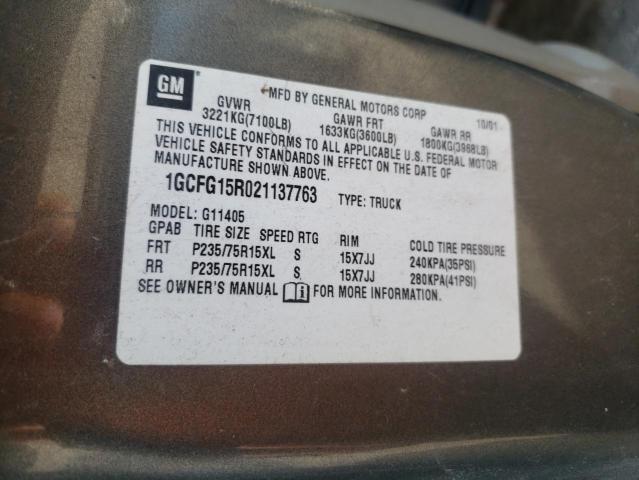 GM
MFD BY GENERAL MOTORS CORP 10/01
GVWR GAWR FRT GAWR RR
3221KG(7100LB) 1633KG(3600LB) 1800KG(3968LB)
THIS VEHICLE CONFORMS TO ALL APPLICABLE U.S. FEDERAL MOTOR
VEHICLE SAFETY STANDARDS IN EFFECT ON THE DATE OF
MANUFACTURE SHOWN ABOVE.
1GCFG15R021137763 TYPE: TRUCK
MODEL: G11405
GPAB TIRE SIZE SPEED RTG RIM COLD TIRE PRESSURE
FRT P235/75R15XL S 15X7JJ 240KPA(35PSI)
RR P235/75R15XL S 15X7JJ 280KPA(41PSI)
SEE OWNER'S MANUAL i FOR MORE INFORMATION.